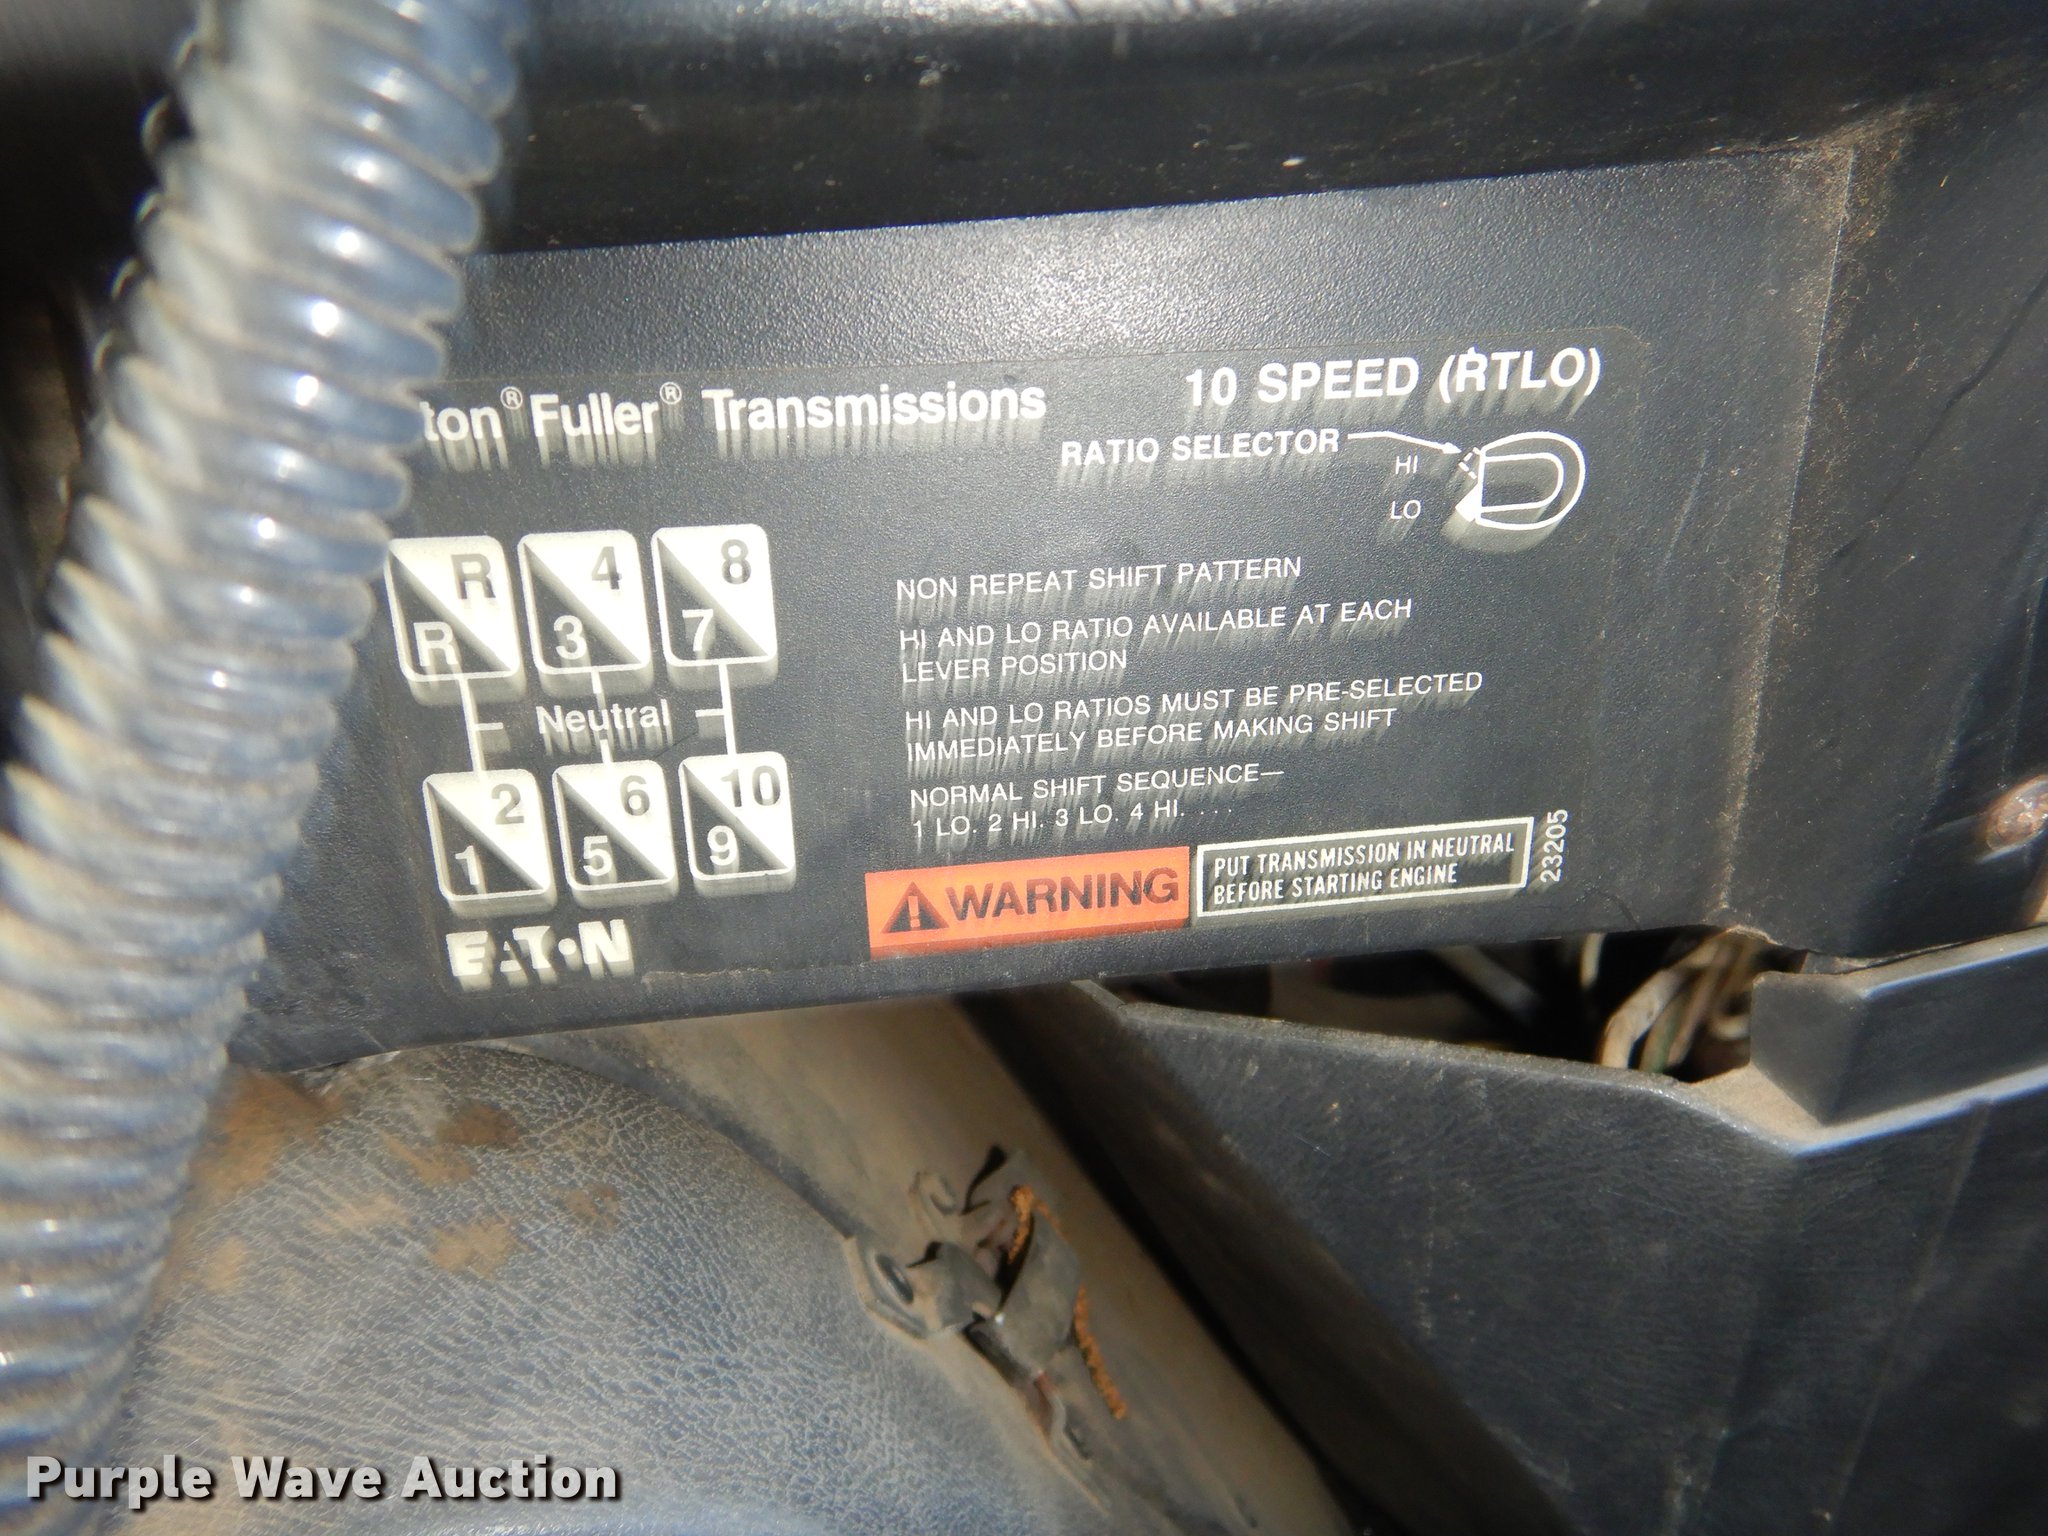 ton® Fuller® Transmissions
10 SPEED (RTLO)
RATIO SELECTOR
HI
LO
R 4 8
R 3 7
Neutral
2 6 10
1 5 9
EATON
NON REPEAT SHIFT PATTERN
HI AND LO RATIO AVAILABLE AT EACH
LEVER POSITION
HI AND LO RATIOS MUST BE PRE-SELECTED
IMMEDIATELY BEFORE MAKING SHIFT
NORMAL SHIFT SEQUENCE—
1 LO. 2 HI. 3 LO. 4 HI. . . .
WARNING
PUT TRANSMISSION IN NEUTRAL
BEFORE STARTING ENGINE
23205
Purple Wave Auction